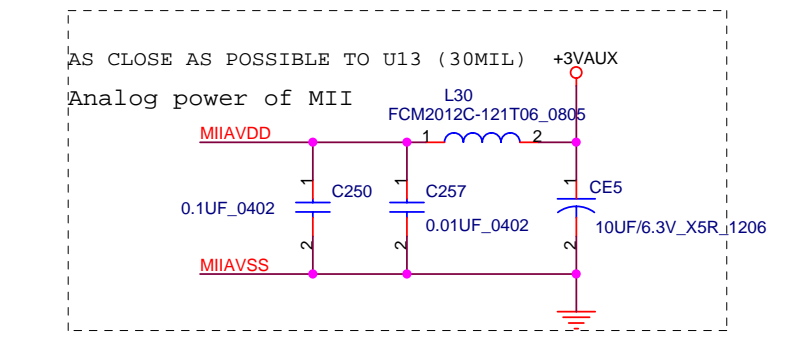 AS CLOSE AS POSSIBLE TO U13 (30MIL)
+3VAUX
Analog power of MII
L30
FCM2012C-121T06_0805
MIIAVDD
1
2
1
C250
0.1UF_0402
2
1
C257
0.01UF_0402
2
1
CE5
10UF/6.3V_X5R_1206
2
MIIAVSS